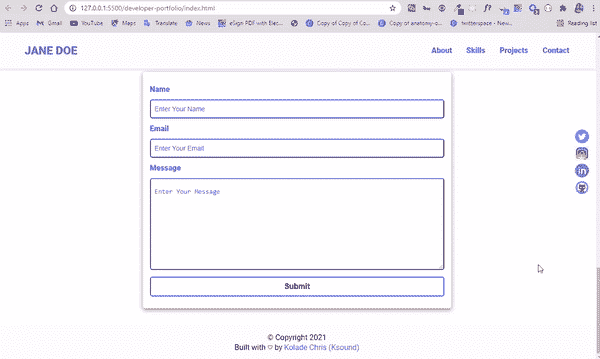 127.0.0.1:5500/developer-portfolio/index.html
Apps
M Gmail
YouTube
Maps
Translate
News
eSign PDF with Elec...
Copy of Copy of Co...
Copy of anatomy-o...
twitterspace - New...
Reading list
JANE DOE
About
Skills
Projects
Contact
Name
Enter Your Name
Email
Enter Your Email
Message
Enter Your Message
Submit
© Copyright 2021
Built with ♡ by Kolade Chris (Ksound)